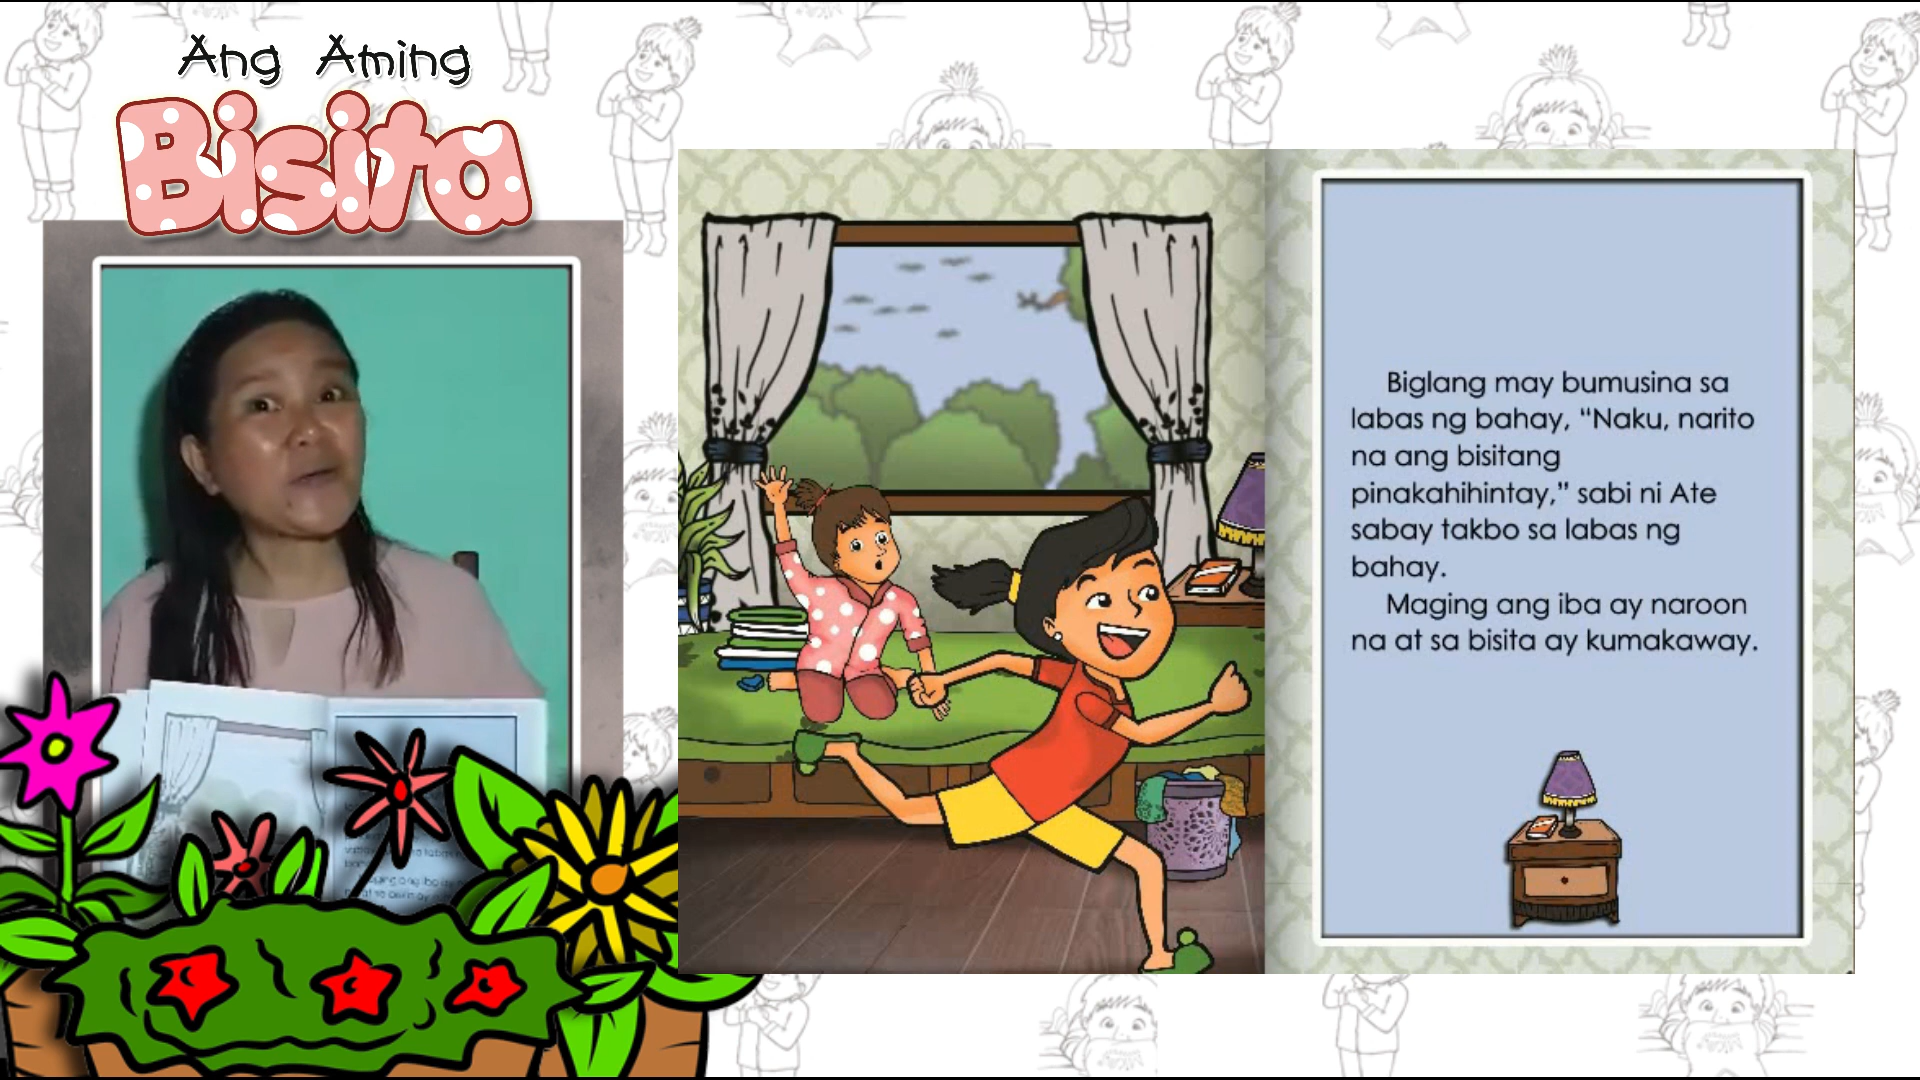 Ang Aming
Bisita
Biglang may bumusina sa
labas ng bahay, “Naku, narito
na ang bisitang
pinakahihintay,” sabi ni Ate
sabay takbo sa labas ng
bahay.
Maging ang iba ay naroon
na at sa bisita ay kumakaway.